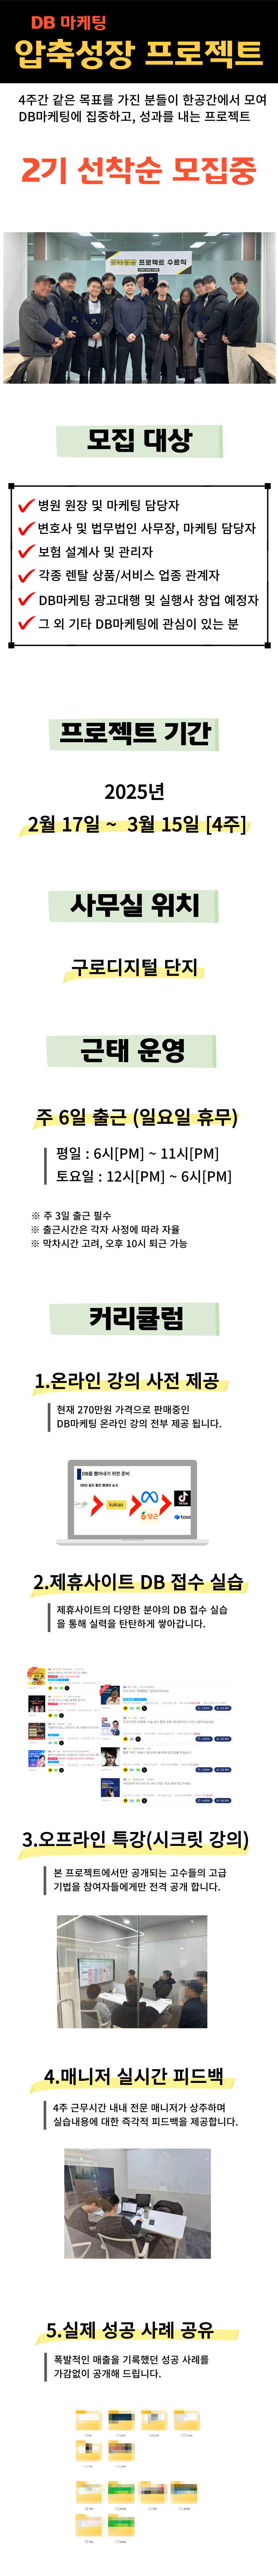 DB 마케팅
압축성장 프로젝트
4주간 같은 목표를 가진 분들이 한공간에서 모여
DB마케팅에 집중하고, 성과를 내는 프로젝트
2기 선착순 모집중
압축성장 프로젝트 수료식
모집 대상
병원 원장 및 마케팅 담당자
변호사 및 법무법인 사무장, 마케팅 담당자
보험 설계사 및 관리자
각종 렌탈 상품/서비스 업종 관계자
DB마케팅 광고대행 및 실행사 창업 예정자
그 외 기타 DB마케팅에 관심이 있는 분
프로젝트 기간
2025년
2월 17일 ~ 3월 15일 [4주]
사무실 위치
구로디지털 단지
근태 운영
주 6일 출근 (일요일 휴무)
평일 : 6시[PM] ~ 11시[PM]
토요일 : 12시[PM] ~ 6시[PM]
※ 주 3일 출근 필수
※ 출근시간은 각자 사정에 따라 자율
※ 막차시간 고려, 오후 10시 퇴근 가능
커리큘럼
1.온라인 강의 사전 제공
현재 270만원 가격으로 판매중인
DB마케팅 온라인 강의 전부 제공 됩니다.
DB를 뽑아내기 위한 준비
Google
kakao
Meta
당근
TikTok
toss
2.제휴사이트 DB 접수 실습
제휴사이트의 다양한 분야의 DB 접수 실습
을 통해 실력을 탄탄하게 쌓아갑니다.
3.오프라인 특강(시크릿 강의)
본 프로젝트에서만 공개되는 고수들의 고급
기법을 참여자들에게만 전격 공개 합니다.
4.매니저 실시간 피드백
4주 근무시간 내내 전문 매니저가 상주하며
실습내용에 대한 즉각적 피드백을 제공합니다.
5.실제 성공 사례 공유
폭발적인 매출을 기록했던 성공 사례를
가감없이 공개해 드립니다.